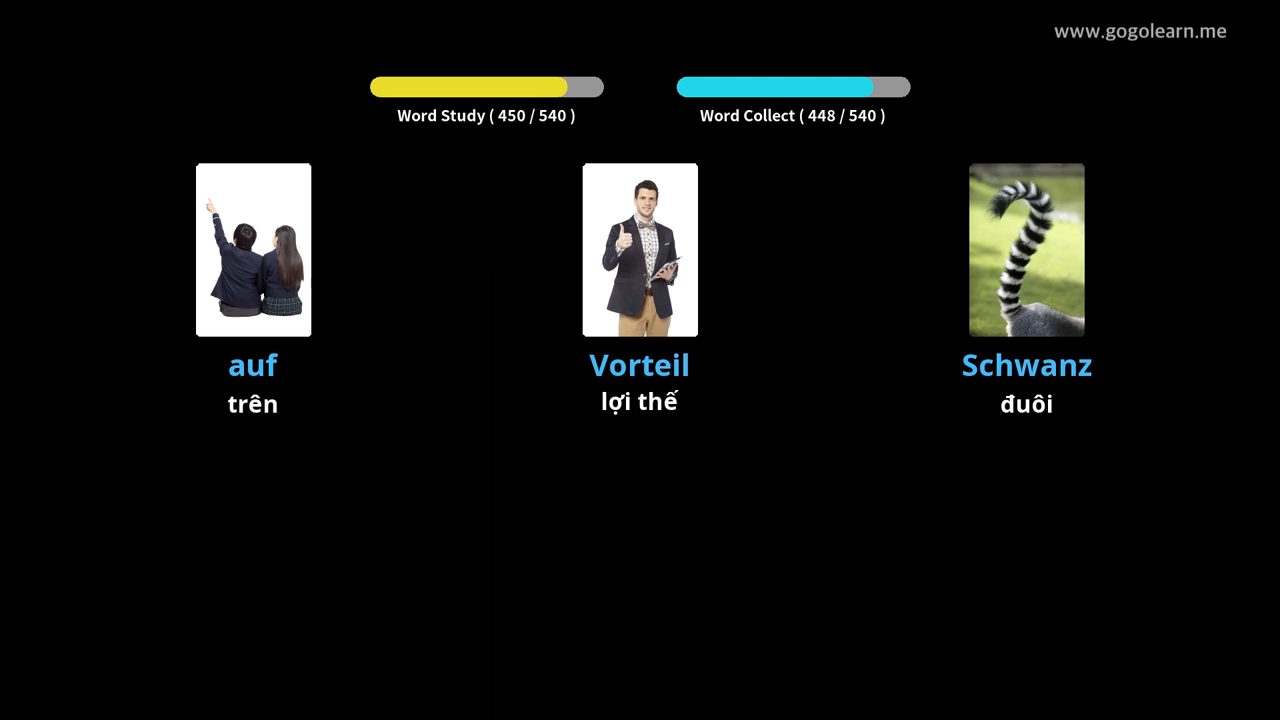 www.gogolearn.me
Word Study ( 450 / 540 )
Word Collect ( 448 / 540 )
auf
trên
Vorteil
lợi thế
Schwanz
đuôi